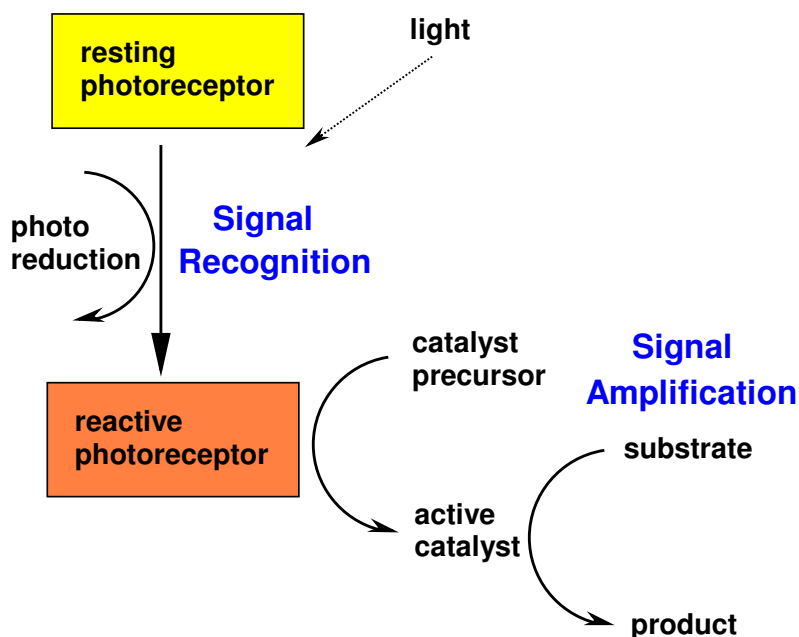 resting
photoreceptor
light
photo
reduction
Signal
Recognition
reactive
photoreceptor
catalyst
precursor
Signal
Amplification
substrate
active
catalyst
product